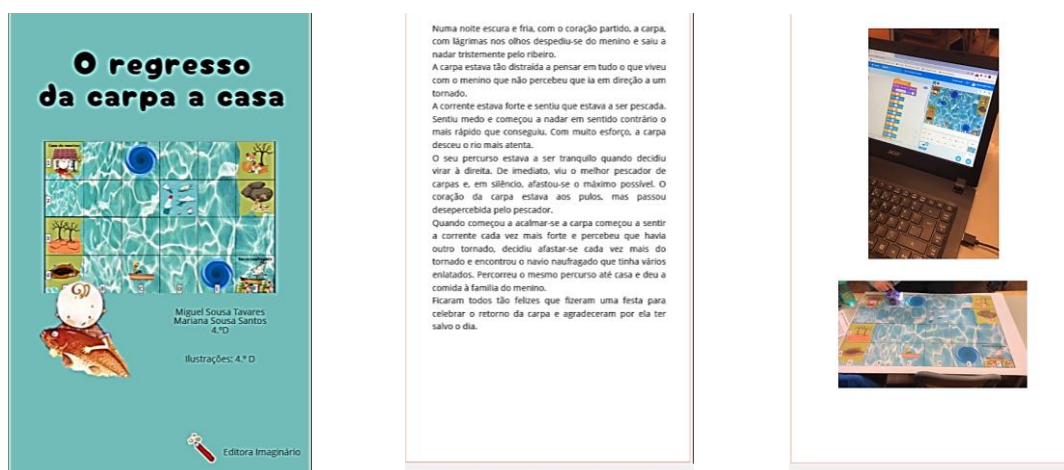 O regresso
da carpa a casa
Casa do menino
Miguel Sousa Tavares
Mariana Sousa Santos
4.ºD
Ilustrações: 4.º D
Editora Imaginário
Numa noite escura e fria, com o coração partido, a carpa,
com lágrimas nos olhos despediu-se do menino e saiu a
nadar tristemente pelo ribeiro.
A carpa estava tão distraída a pensar em tudo o que viveu
com o menino que não percebeu que ia em direção a um
tornado.
A corrente estava forte e sentiu que estava a ser pescada.
Sentiu medo e começou a nadar em sentido contrário o
mais rápido que conseguiu. Com muito esforço, a carpa
desceu o rio mais atenta.
O seu percurso estava a ser tranquilo quando decidiu
virar à direita. De imediato, viu o melhor pescador de
carpas e, em silêncio, afastou-se o máximo possível. O
coração da carpa estava aos pulos, mas passou
desepercebida pelo pescador.
Quando começou a acalmar-se a carpa começou a sentir
a corrente cada vez mais forte e percebeu que havia
outro tornado, decidiu afastar-se cada vez mais do
tornado e encontrou o navio naufragado que tinha vários
enlatados. Percorreu o mesmo percurso até casa e deu a
comida à família do menino.
Ficaram todos tão felizes que fizeram uma festa para
celebrar o retorno da carpa e agradeceram por ela ter
salvo o dia.
acer